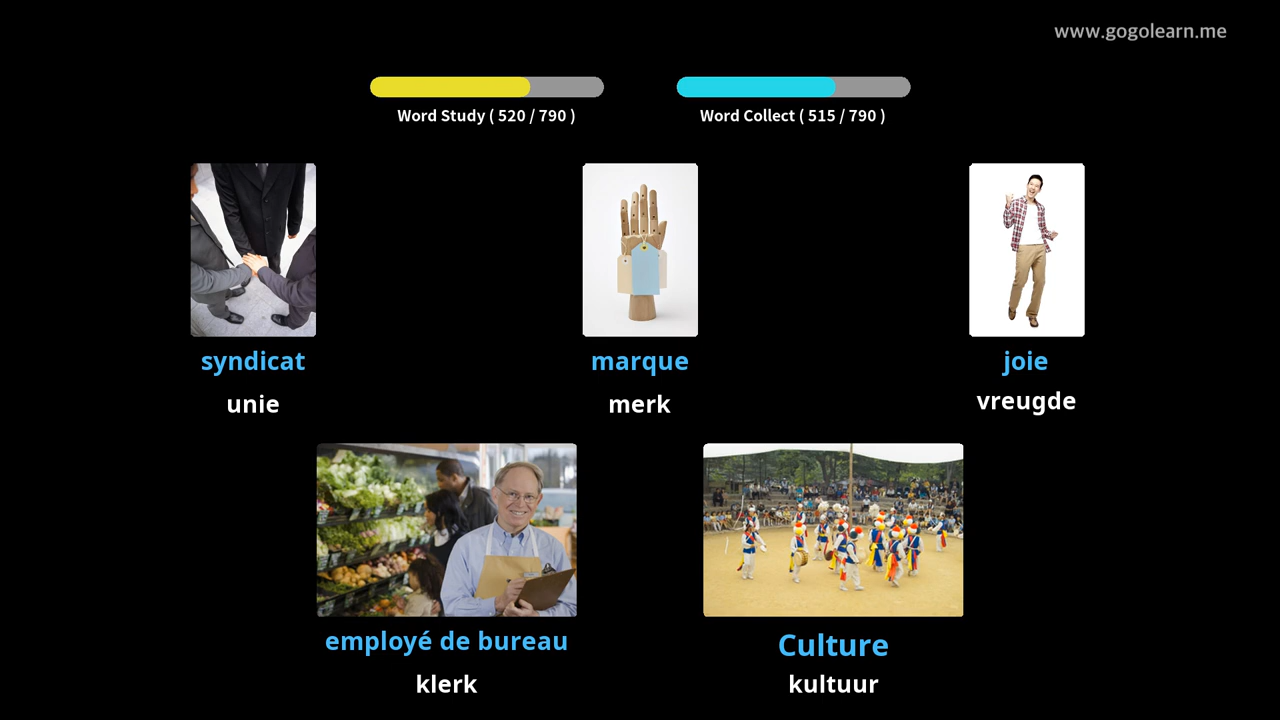 www.gogolearn.me
Word Study ( 520 / 790 )
Word Collect ( 515 / 790 )
syndicat
unie
marque
merk
joie
vreugde
employé de bureau
klerk
Culture
kultuur